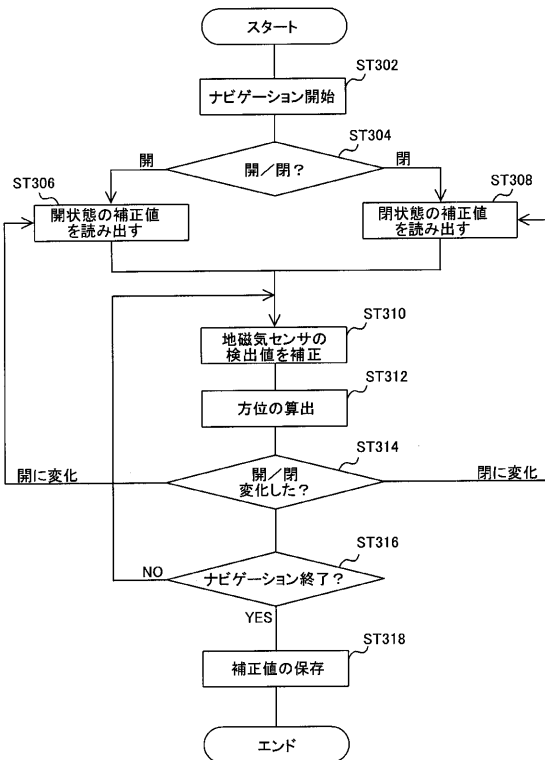 スタート
ST302
ナビゲーション開始
ST304
開／閉？
開
閉
ST306
開状態の補正値
を読み出す
ST308
閉状態の補正値
を読み出す
ST310
地磁気センサの
検出値を補正
ST312
方位の算出
ST314
開／閉
変化した？
開に変化
閉に変化
ST316
ナビゲーション終了？
NO
YES
ST318
補正値の保存
エンド